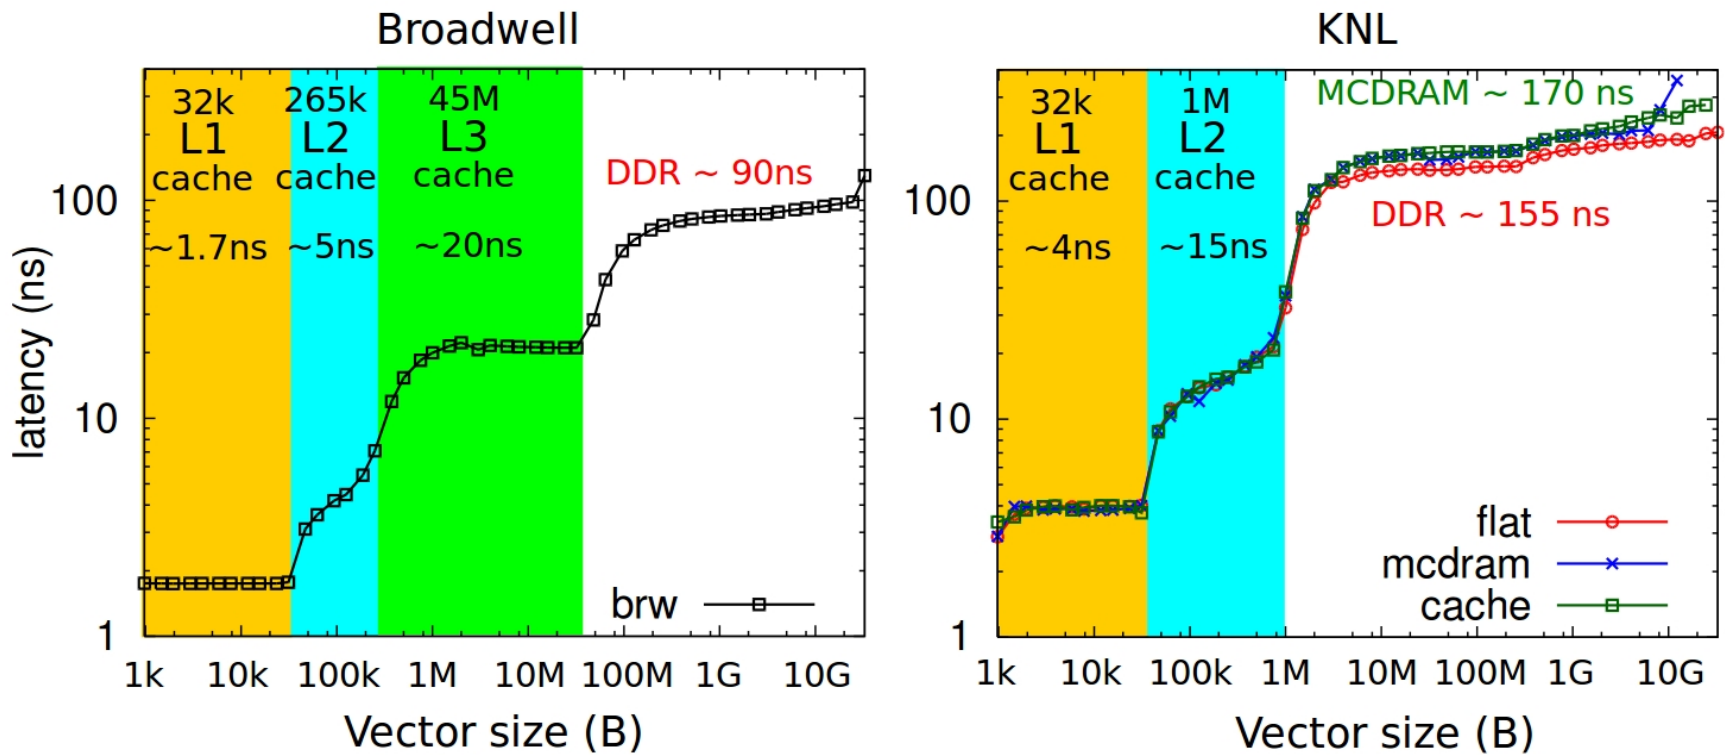 Broadwell
32k
L1
cache
~1.7ns
265k
L2
cache
~5ns
45M
L3
cache
~20ns
DDR ~ 90ns
brw
100
10
1
latency (ns)
1k 10k 100k 1M 10M 100M 1G 10G
Vector size (B)
KNL
32k
L1
cache
~4ns
1M
L2
cache
~15ns
MCDRAM ~ 170 ns
DDR ~ 155 ns
flat
mcdram
cache
100
10
1
1k 10k 100k 1M 10M 100M 1G 10G
Vector size (B)